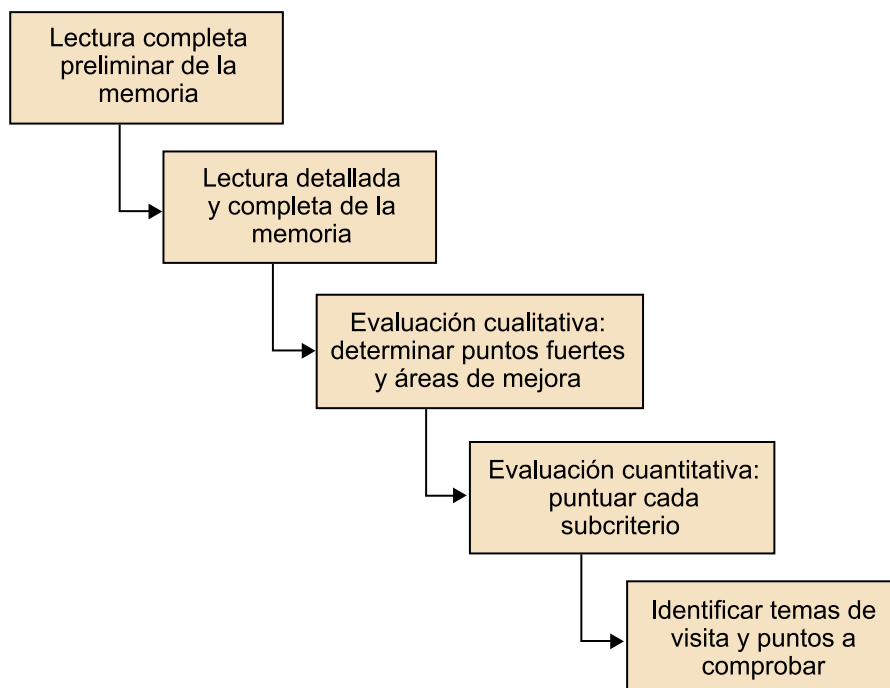 Lectura completa
preliminar de la
memoria
Lectura detallada
y completa de la
memoria
Evaluación cualitativa:
determinar puntos fuertes
y áreas de mejora
Evaluación cuantitativa:
puntuar cada
subcriterio
Identificar temas de
visita y puntos a
comprobar